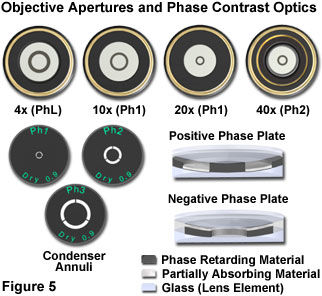 Objective Apertures and Phase Contrast Optics
4x (PhL)
10x (Ph1)
20x (Ph1)
40x (Ph2)
Ph1
Dry 0.9
Ph2
Dry 0.9
Ph3
Dry 0.9
Condenser
Annuli
Positive Phase Plate
Negative Phase Plate
Phase Retarding Material
Partially Absorbing Material
Glass (Lens Element)
Figure 5